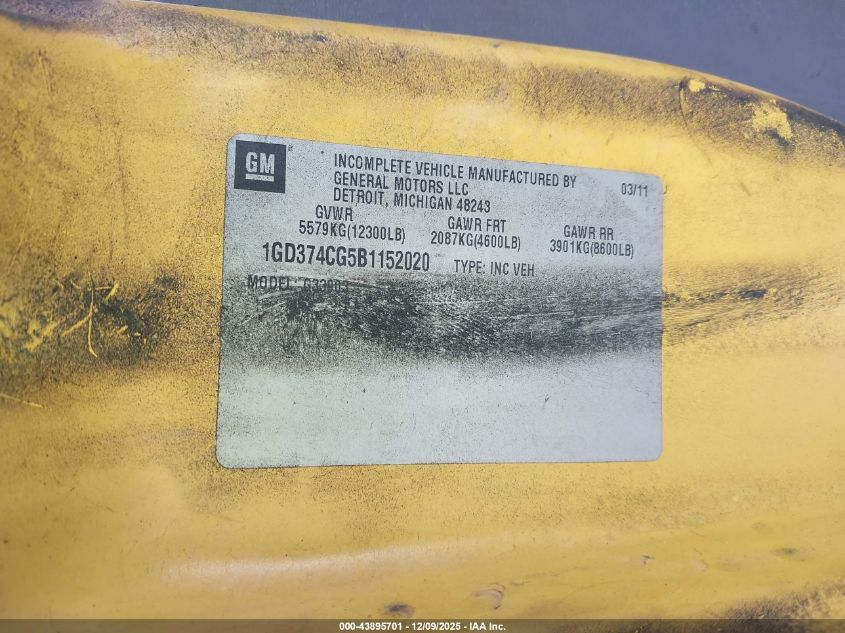 GM
INCOMPLETE VEHICLE MANUFACTURED BY
GENERAL MOTORS LLC
DETROIT, MICHIGAN 48243
03/11
GVWR GAWR FRT GAWR RR
5579KG(12300LB) 2087KG(4600LB) 3901KG(8600LB)
1GD374CG5B1152020 TYPE: INC VEH
MODEL:
000-43895701 - 12/09/2025 - IAA Inc.